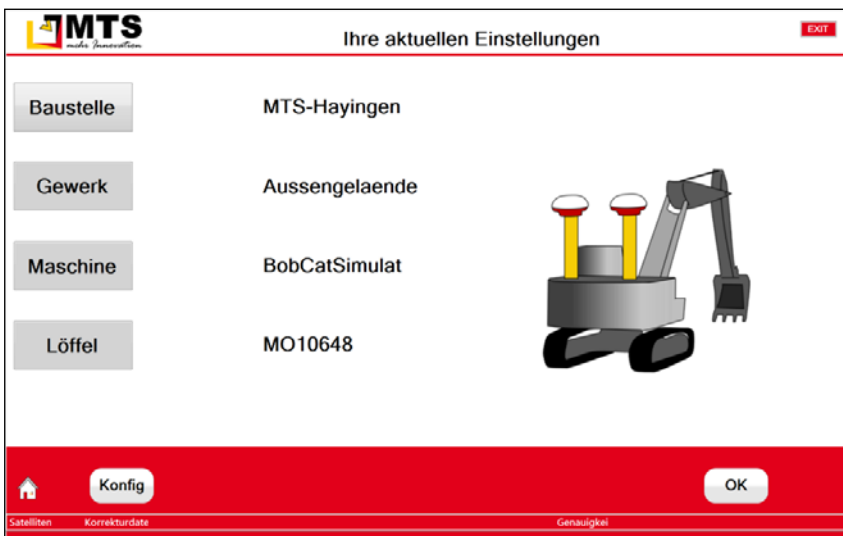 MTS
mehr Innovation
Ihre aktuellen Einstellungen
EXIT
Baustelle
MTS-Hayingen
Gewerk
Aussengelaende
Maschine
BobCatSimulat
Löffel
MO10648
Konfig
OK
Satelliten
Korrekturdate
Genauigkei